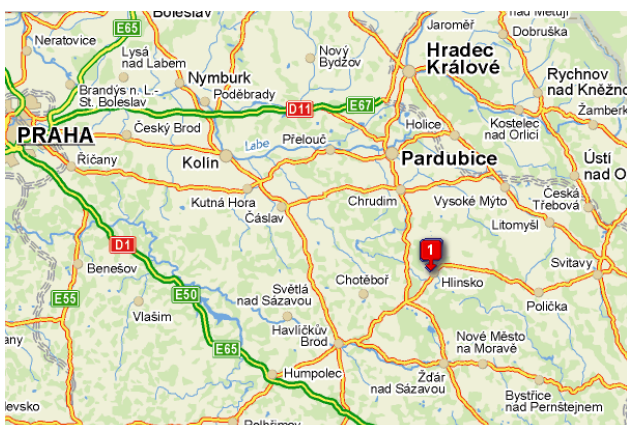 Boleslav
nad Metují
E65
Jaroměř
Dobruška
Neratovice
Lysá
nad Labem
Nový
Bydžov
Hradec
Králové
Nymburk
Rychnov
nad Kněžno
Brandýs n. L.-
St. Boleslav
Poděbrady
D11
E67
Žamberk
PRAHA
Český Brod
Labe
Přelouč
Holice
Kostelec
nad Orlicí
Říčany
Kolín
Pardubice
Ústí
nad O
Kutná Hora
Čáslav
Chrudim
Vysoké Mýto
Česká
Třebová
Litomyšl
D1
1
Benešov
Svitavy
E55
E50
Světlá
nad Sázavou
Chotěboř
Hlinsko
Vlašim
Polička
any
E65
Havlíčkův
Brod
Nové Město
na Moravě
Humpolec
Žďár
nad Sázavou
Bystřice
nad Pernštejnem
levsko
Pelhřimov